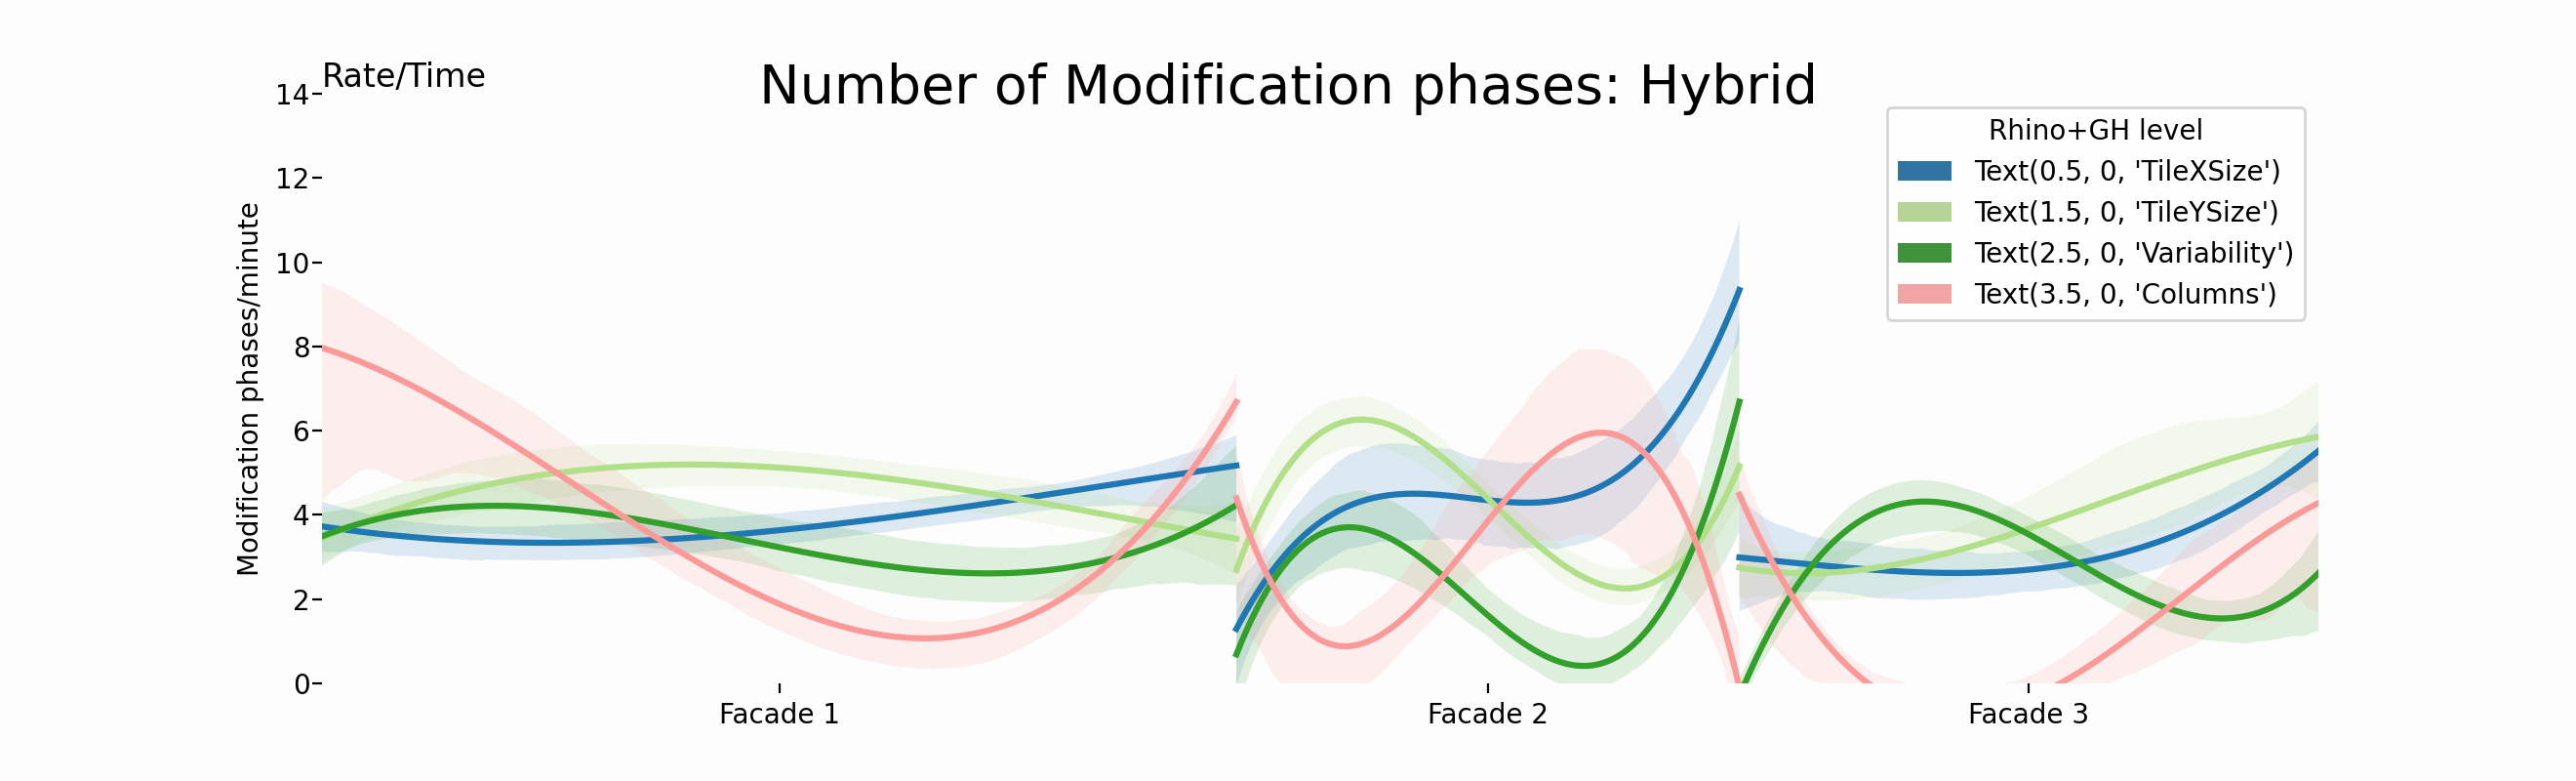 Rate/Time
Number of Modification phases: Hybrid
Modification phases/minute
14
12
10
8
6
4
2
0
Rhino+GH level
Text(0.5, 0, 'TileXSize')
Text(1.5, 0, 'TileYSize')
Text(2.5, 0, 'Variability')
Text(3.5, 0, 'Columns')
Facade 1
Facade 2
Facade 3